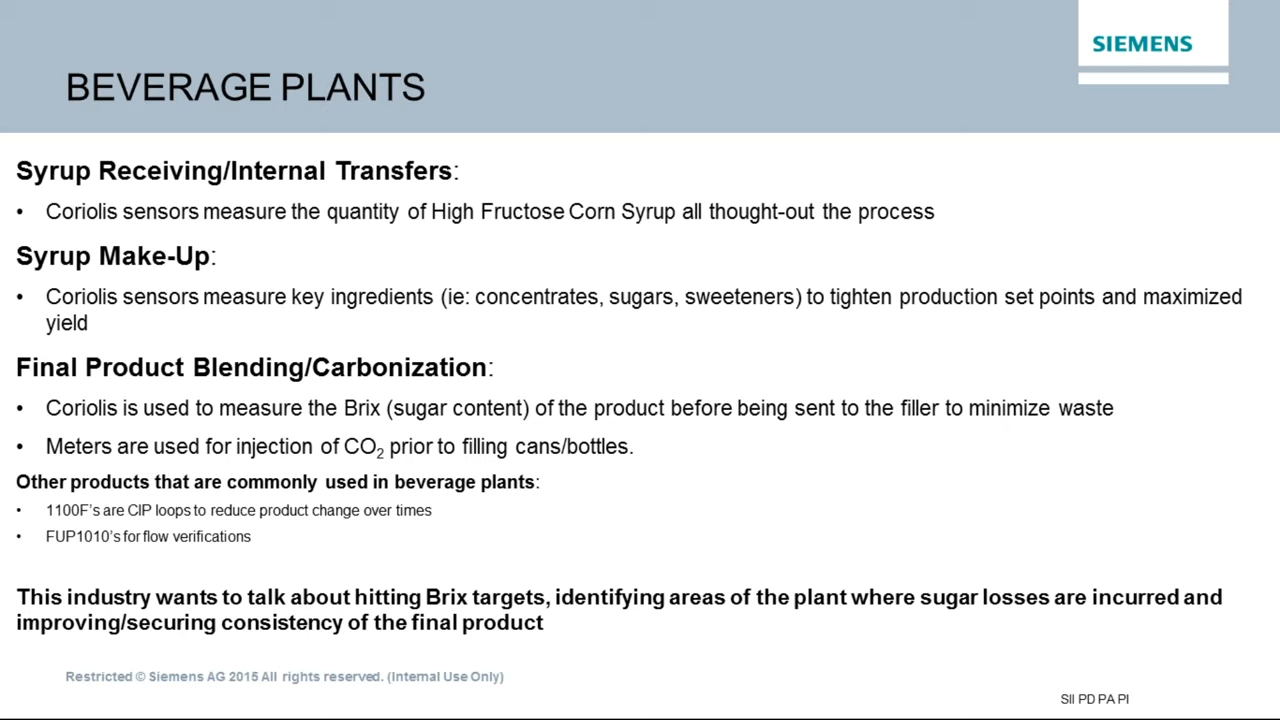 SIEMENS
BEVERAGE PLANTS
Syrup Receiving/Internal Transfers:
• Coriolis sensors measure the quantity of High Fructose Corn Syrup all thought-out the process
Syrup Make-Up:
• Coriolis sensors measure key ingredients (ie: concentrates, sugars, sweeteners) to tighten production set points and maximized
yield
Final Product Blending/Carbonization:
• Coriolis is used to measure the Brix (sugar content) of the product before being sent to the filler to minimize waste
• Meters are used for injection of CO₂ prior to filling cans/bottles.
Other products that are commonly used in beverage plants:
• 1100F's are CIP loops to reduce product change over times
• FUP1010's for flow verifications
This industry wants to talk about hitting Brix targets, identifying areas of the plant where sugar losses are incurred and
improving/securing consistency of the final product
Restricted © Siemens AG 2015 All rights reserved. (Internal Use Only)
SII PD PA PI